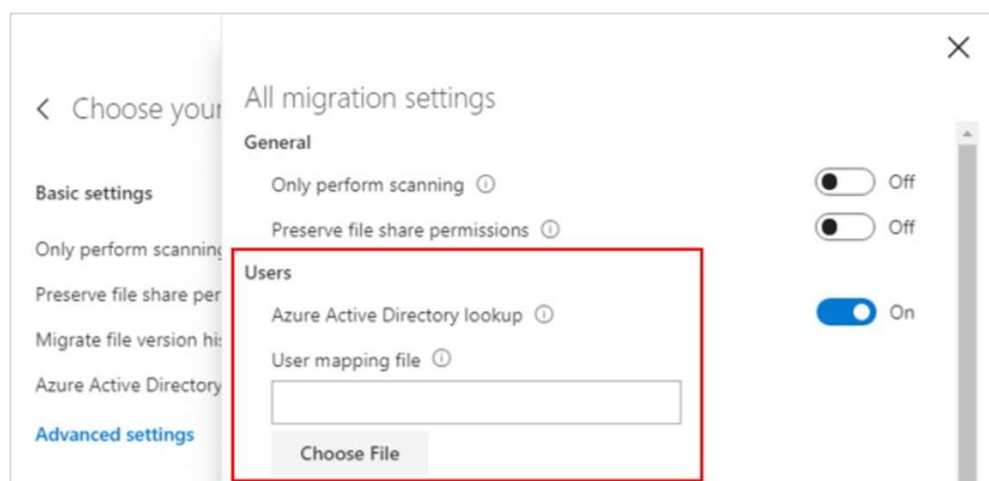 Choose your
Basic settings
Only perform scanning
Preserve file share per
Migrate file version his
Azure Active Directory
Advanced settings
All migration settings
General
Only perform scanning
Off
Preserve file share permissions
Off
Users
Azure Active Directory lookup
On
User mapping file
Choose File